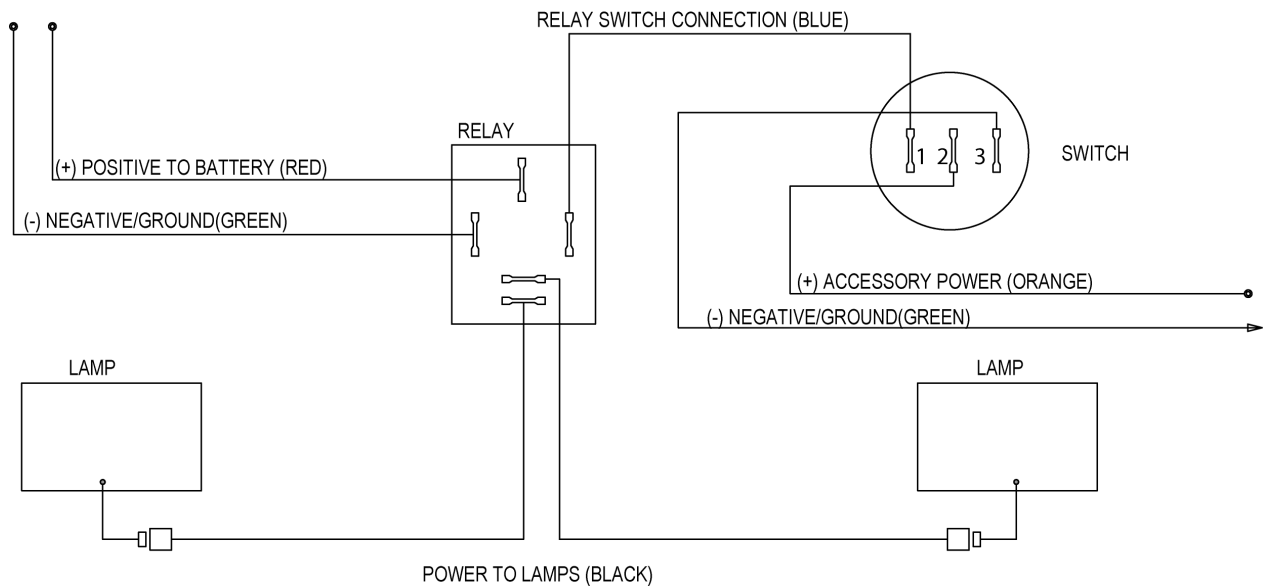 RELAY SWITCH CONNECTION (BLUE)
RELAY
(+) POSITIVE TO BATTERY (RED)
(-) NEGATIVE/GROUND(GREEN)
1 2 3
SWITCH
(+) ACCESSORY POWER (ORANGE)
(-) NEGATIVE/GROUND(GREEN)
LAMP
LAMP
POWER TO LAMPS (BLACK)